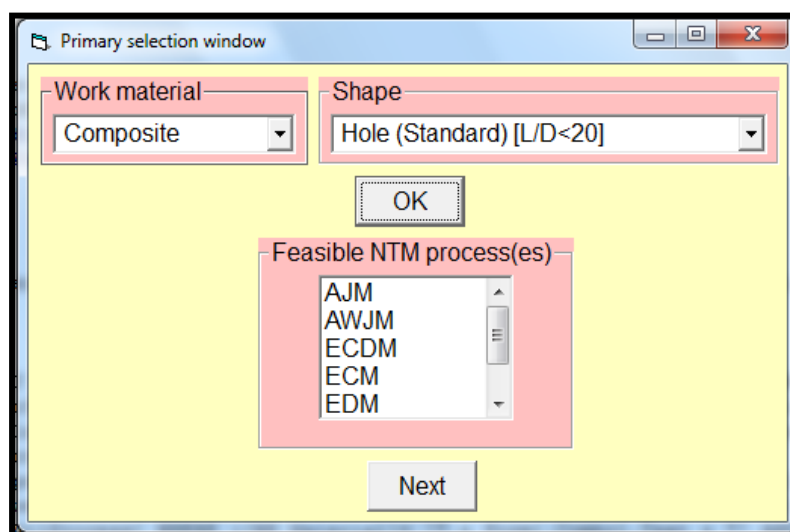 Primary selection window
Work material
Shape
Composite
Hole (Standard) [L/D<20]
OK
Feasible NTM process(es)
AJM
AWJM
ECDM
ECM
EDM
Next